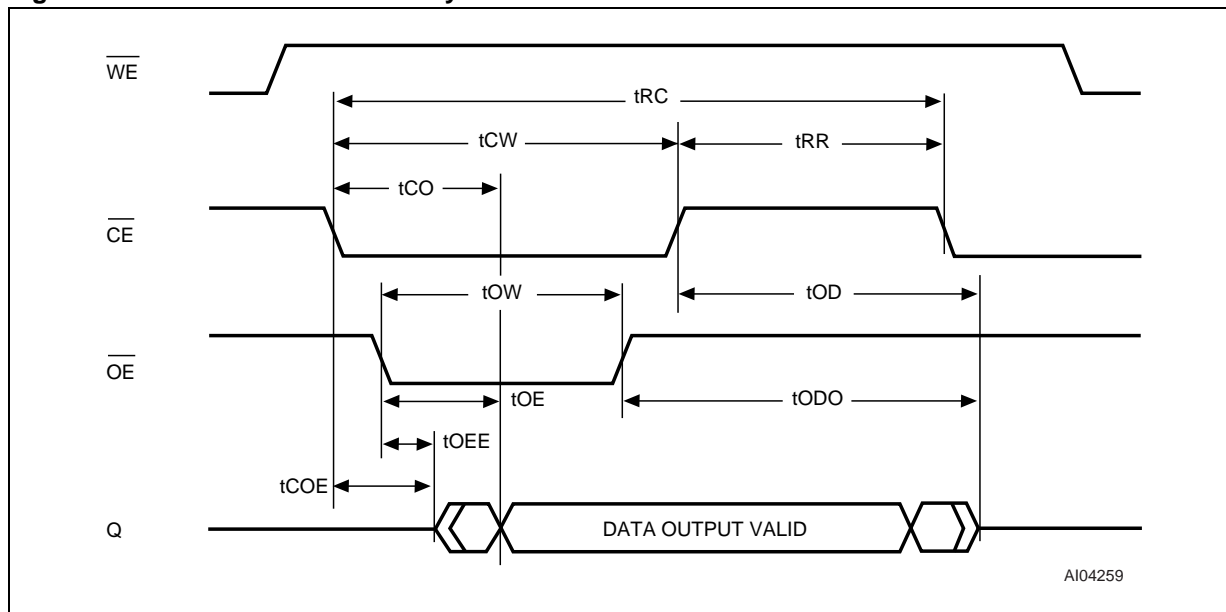 WE
tRC
tCW
tRR
tCO
CE
tOW
tOD
OE
tOE
tODO
tOEE
tCOE
Q
DATA OUTPUT VALID
AI04259